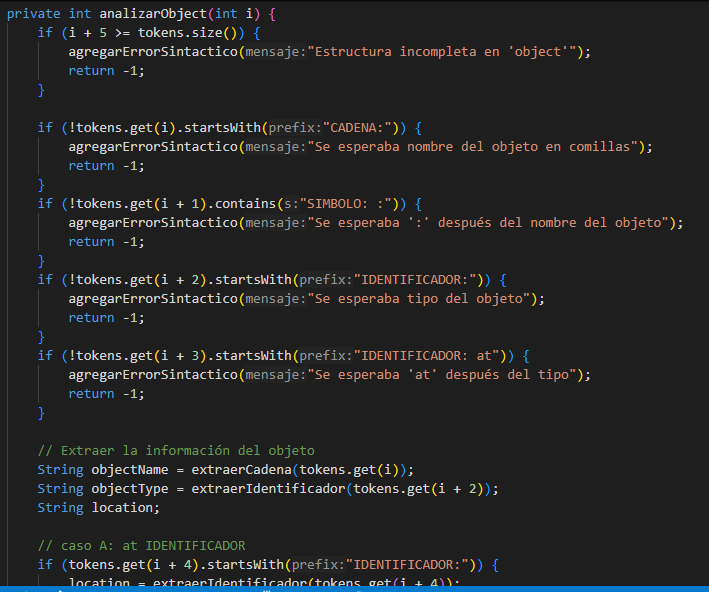 private int analizarObject(int i) {
if (i + 5 >= tokens.size()) {
agregarErrorSintactico(mensaje:"Estructura incompleta en 'object'");
return -1;
}
if (!tokens.get(i).startsWith(prefix:"CADENA:")) {
agregarErrorSintactico(mensaje:"Se esperaba nombre del objeto en comillas");
return -1;
}
if (!tokens.get(i + 1).contains(s:"SIMBOLO: :")) {
agregarErrorSintactico(mensaje:"Se esperaba ':' después del nombre del objeto");
return -1;
}
if (!tokens.get(i + 2).startsWith(prefix:"IDENTIFICADOR:")) {
agregarErrorSintactico(mensaje:"Se esperaba tipo del objeto");
return -1;
}
if (!tokens.get(i + 3).startsWith(prefix:"IDENTIFICADOR: at")) {
agregarErrorSintactico(mensaje:"Se esperaba 'at' después del tipo");
return -1;
}
// Extraer la información del objeto
String objectName = extraerCadena(tokens.get(i));
String objectType = extraerIdentificador(tokens.get(i + 2));
String location;
// caso A: at IDENTIFICADOR
if (tokens.get(i + 4).startsWith(prefix:"IDENTIFICADOR:")) {
location = extraerIdentificador(tokens.get(i + 4));